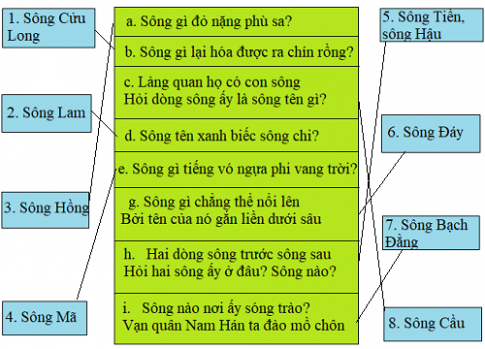 1. Sông Cửu
Long
2. Sông Lam
3. Sông Hồng
4. Sông Mã
a. Sông gì đỏ nặng phù sa?
b. Sông gì lại hóa được ra chín rồng?
c. Làng quan họ có con sông
Hỏi dòng sông ấy là sông tên gì?
d. Sông tên xanh biếc sông chi?
e. Sông gì tiếng vó ngựa phi vang trời?
g. Sông gì chẳng thể nổi lên
Bởi tên của nó gắn liền dưới sâu
h. Hai dòng sông trước sông sau
Hỏi hai sông ấy ở đâu? Sông nào?
i. Sông nào nơi ấy sóng trào?
Vạn quân Nam Hán ta đào mồ chôn
5. Sông Tiền,
sông Hậu
6. Sông Đáy
7. Sông Bạch
Đằng
8. Sông Cầu